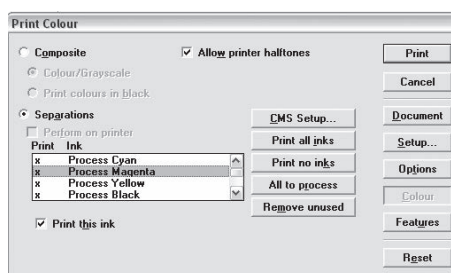 Print Colour
Composite
Allow printer halftones
Print
Colour/Grayscale
Cancel
Print colours in black
Separations
CMS Setup...
Document
Perform on printer
Print all inks
Setup...
Print Ink
x Process Cyan
Print no inks
x Process Magenta
Options
x Process Yellow
All to process
x Process Black
Colour
Remove unused
Print this ink
Features
Reset